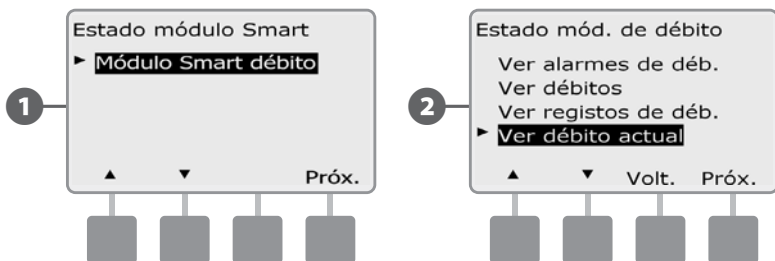 1
Estado módulo Smart
► Módulo Smart débito
▲ ▼ Próx.
2
Estado mód. de débito
Ver alarmes de déb.
Ver débitos
Ver registos de déb.
► Ver débito actual
▲ ▼ Volt. Próx.